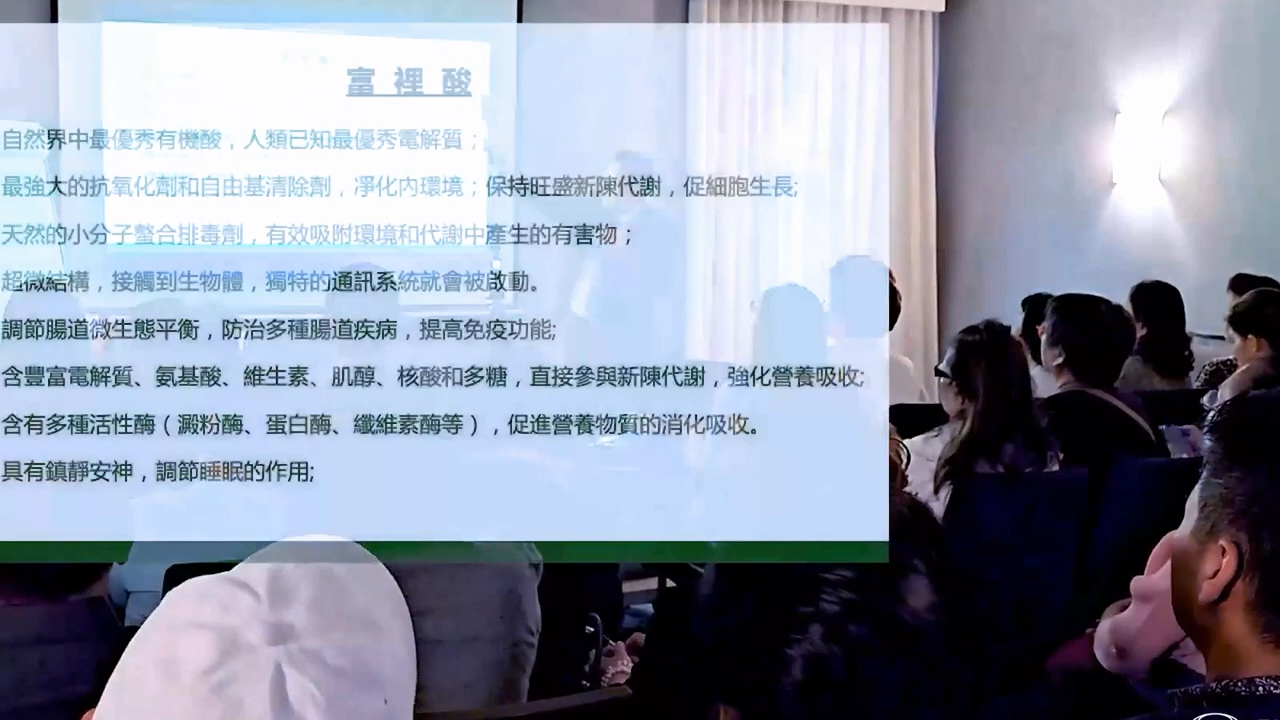 富裡酸
自然界中最優秀有機酸，人類已知最優秀電解質；
最強大的抗氧化劑和自由基清除劑，凈化內環境；保持旺盛新陳代謝，促細胞生長;
天然的小分子螯合排毒劑，有效吸附環境和代謝中產生的有害物；
超微結構，接觸到生物體，獨特的通訊系統就會被啟動。
調節腸道微生態平衡，防治多種腸道疾病，提高免疫功能;
含豐富電解質、氨基酸、維生素、肌醇、核酸和多糖，直接參與新陳代謝，強化營養吸收;
含有多種活性酶（澱粉酶、蛋白酶、纖維素酶等），促進營養物質的消化吸收。
具有鎮靜安神，調節睡眠的作用;